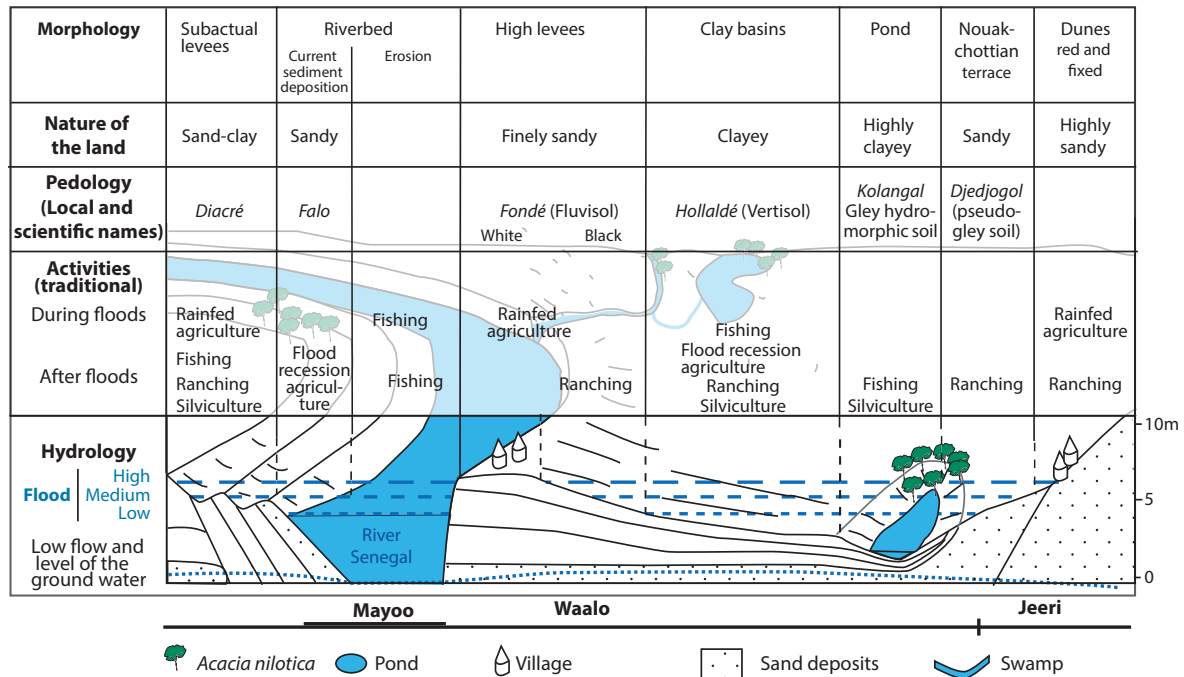 Morphology
Subactual
levees
Riverbed
Current
sediment
deposition
Erosion
High levees
Clay basins
Pond
Nouak-
chottian
terrace
Dunes
red and
fixed
Nature of
the land
Sand-clay
Sandy
Finely sandy
Clayey
Highly
clayey
Sandy
Highly
sandy
Pedology
(Local and
scientific names)
Diacré
Falo
Fondé (Fluvisol)
White
Black
Hollaldé (Vertisol)
Kolangal
Gley hydro-
morphic soil
Djedjogol
(pseudo-
gley soil)
Activities
(traditional)
During floods
Rainfed
agriculture
Fishing
Rainfed
agriculture
Rainfed
agriculture
After floods
Fishing
Ranching
Silviculture
Flood
recession
agricul-
ture
Fishing
Ranching
Fishing
Flood recession
agriculture
Ranching
Silviculture
Fishing
Silviculture
Ranching
Ranching
Hydrology
Flood
High
Medium
Low
Low flow and
level of the
ground water
River
Senegal
10m
5
0
Mayoo
Waalo
Jeeri
Acacia nilotica
Pond
Village
Sand deposits
Swamp